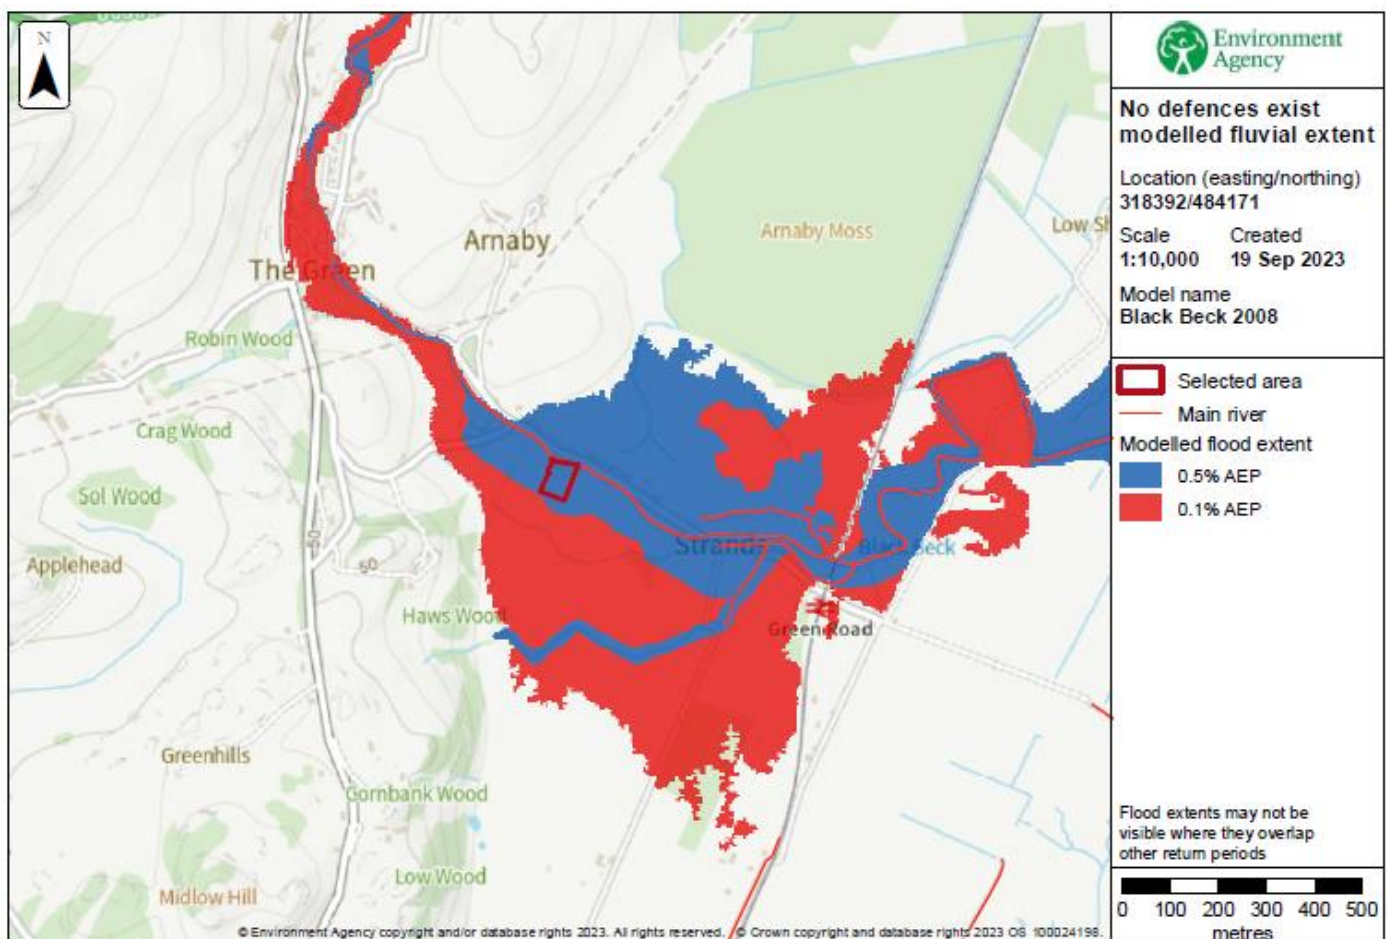 N
Arnaby
The Green
Arnaby Moss
Robin Wood
Crag Wood
Sol Wood
50
50
Applehead
Haws Wood
Strands
Black Beck
Green Road
Greenhills
Gornbank Wood
Low Wood
Midlow Hill
Low Sh
© Environment Agency copyright and/or database rights 2023. All rights reserved. © Crown copyright and database rights 2023 OS 100024198.
Environment
Agency
No defences exist
modelled fluvial extent
Location (easting/northing)
318392/484171
Scale Created
1:10,000 19 Sep 2023
Model name
Black Beck 2008
Selected area
Main river
Modelled flood extent
0.5% AEP
0.1% AEP
Flood extents may not be
visible where they overlap
other return periods
0 100 200 300 400 500
metres